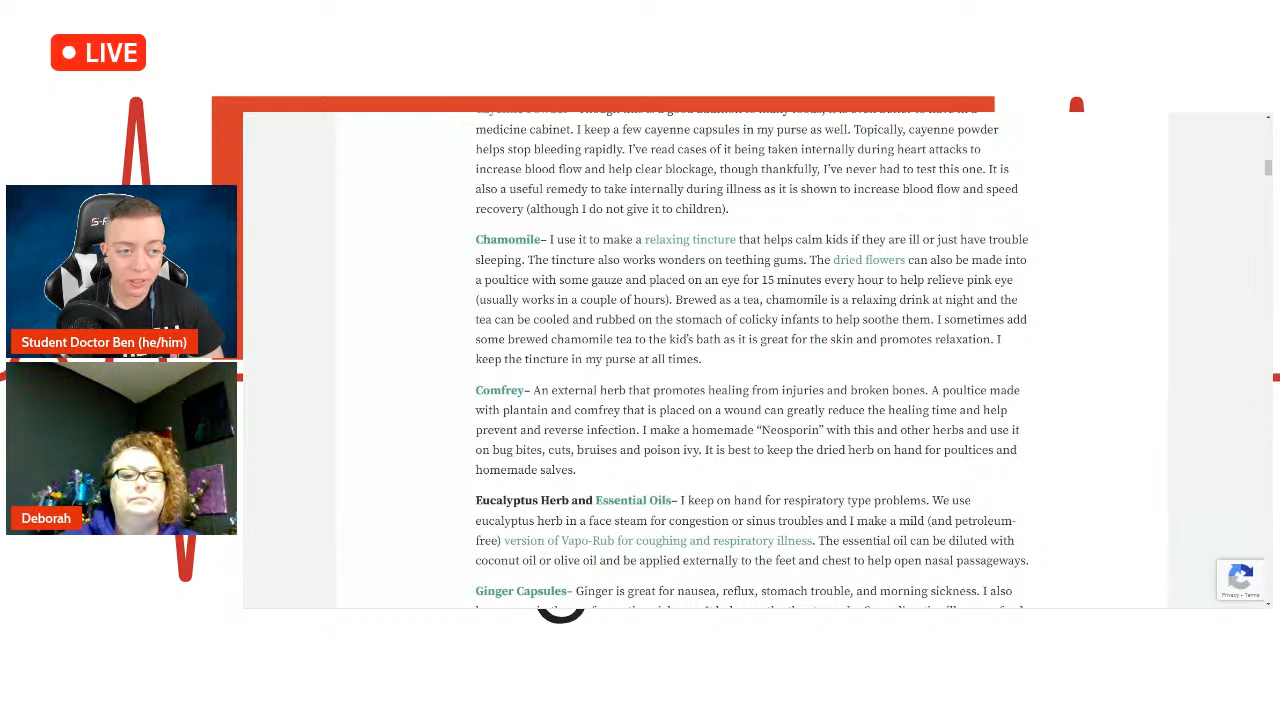 LIVE
medicine cabinet. I keep a few cayenne capsules in my purse as well. Topically, cayenne powder
helps stop bleeding rapidly. I've read cases of it being taken internally during heart attacks to
increase blood flow and help clear blockage, though thankfully, I've never had to test this one. It is
also a useful remedy to take internally during illness as it is shown to increase blood flow and speed
recovery (although I do not give it to children).
Chamomile– I use it to make a relaxing tincture that helps calm kids if they are ill or just have trouble
sleeping. The tincture also works wonders on teething gums. The dried flowers can also be made into
a poultice with some gauze and placed on an eye for 15 minutes every hour to help relieve pink eye
(usually works in a couple of hours). Brewed as a tea, chamomile is a relaxing drink at night and the
tea can be cooled and rubbed on the stomach of colicky infants to help soothe them. I sometimes add
some brewed chamomile tea to the kid's bath as it is great for the skin and promotes relaxation. I
keep the tincture in my purse at all times.
Comfrey– An external herb that promotes healing from injuries and broken bones. A poultice made
with plantain and comfrey that is placed on a wound can greatly reduce the healing time and help
prevent and reverse infection. I make a homemade “Neosporin” with this and other herbs and use it
on bug bites, cuts, bruises and poison ivy. It is best to keep the dried herb on hand for poultices and
homemade salves.
Eucalyptus Herb and Essential Oils– I keep on hand for respiratory type problems. We use
eucalyptus herb in a face steam for congestion or sinus troubles and I make a mild (and petroleum-
free) version of Vapo-Rub for coughing and respiratory illness. The essential oil can be diluted with
coconut oil or olive oil and be applied externally to the feet and chest to help open nasal passageways.
Ginger Capsules– Ginger is great for nausea, reflux, stomach trouble, and morning sickness. I also
Student Doctor Ben (he/him)
Deborah
Privacy - Terms